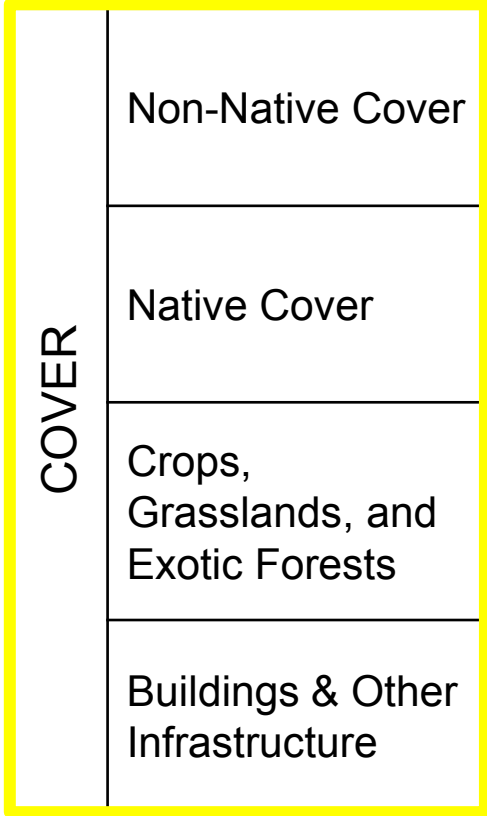 COVER
Non-Native Cover
Native Cover
Crops,
Grasslands, and
Exotic Forests
Buildings & Other
Infrastructure